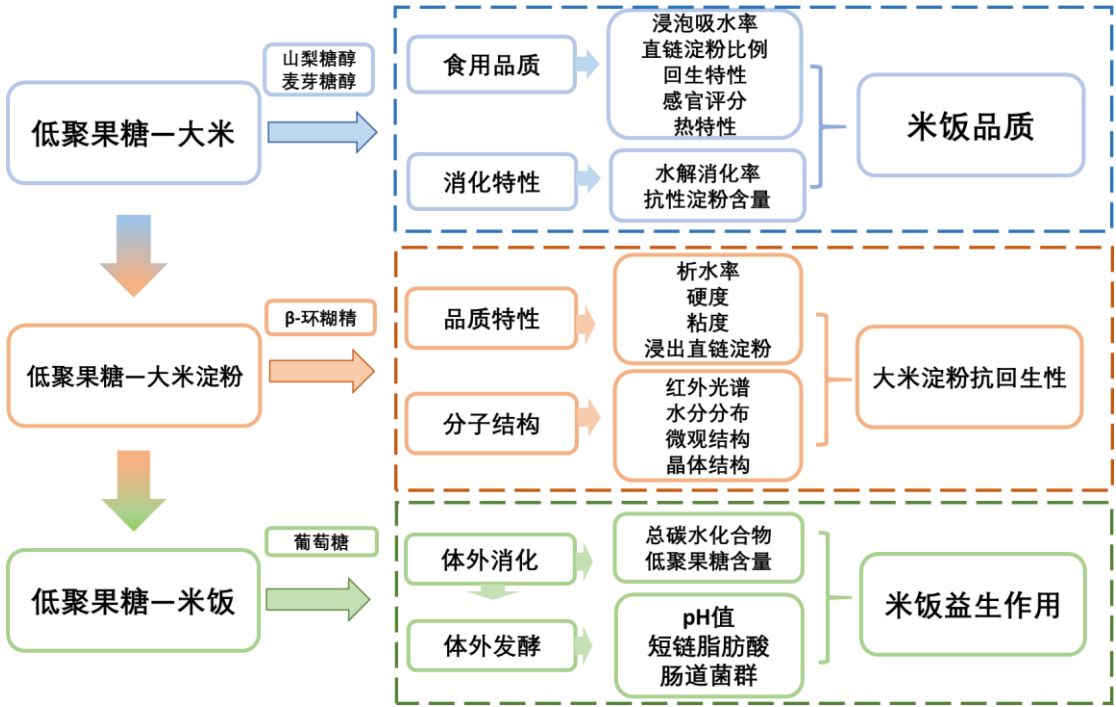 山梨糖醇
麦芽糖醇
低聚果糖—大米
食用品质
浸泡吸水率
直链淀粉比例
回生特性
感官评分
热特性
消化特性
水解消化率
抗性淀粉含量
米饭品质
β-环糊精
低聚果糖—大米淀粉
品质特性
析水率
硬度
粘度
浸出直链淀粉
分子结构
红外光谱
水分分布
微观结构
晶体结构
大米淀粉抗回生性
葡萄糖
低聚果糖—米饭
体外消化
总碳水化合物
低聚果糖含量
体外发酵
pH值
短链脂肪酸
肠道菌群
米饭益生作用